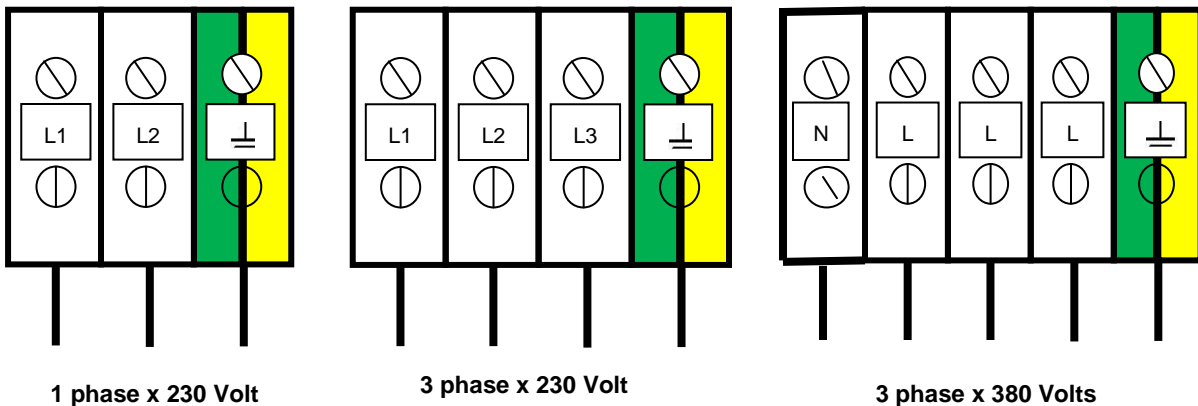 L1 L2
L1 L2 L3
N L L L
1 phase x 230 Volt
3 phase x 230 Volt
3 phase x 380 Volts